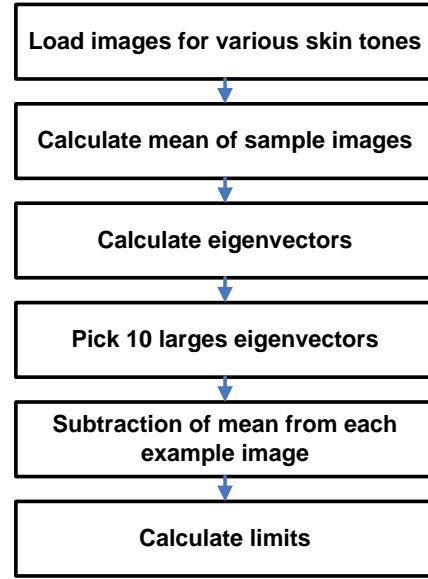 Load images for various skin tones
Calculate mean of sample images
Calculate eigenvectors
Pick 10 larges eigenvectors
Subtraction of mean from each
example image
Calculate limits